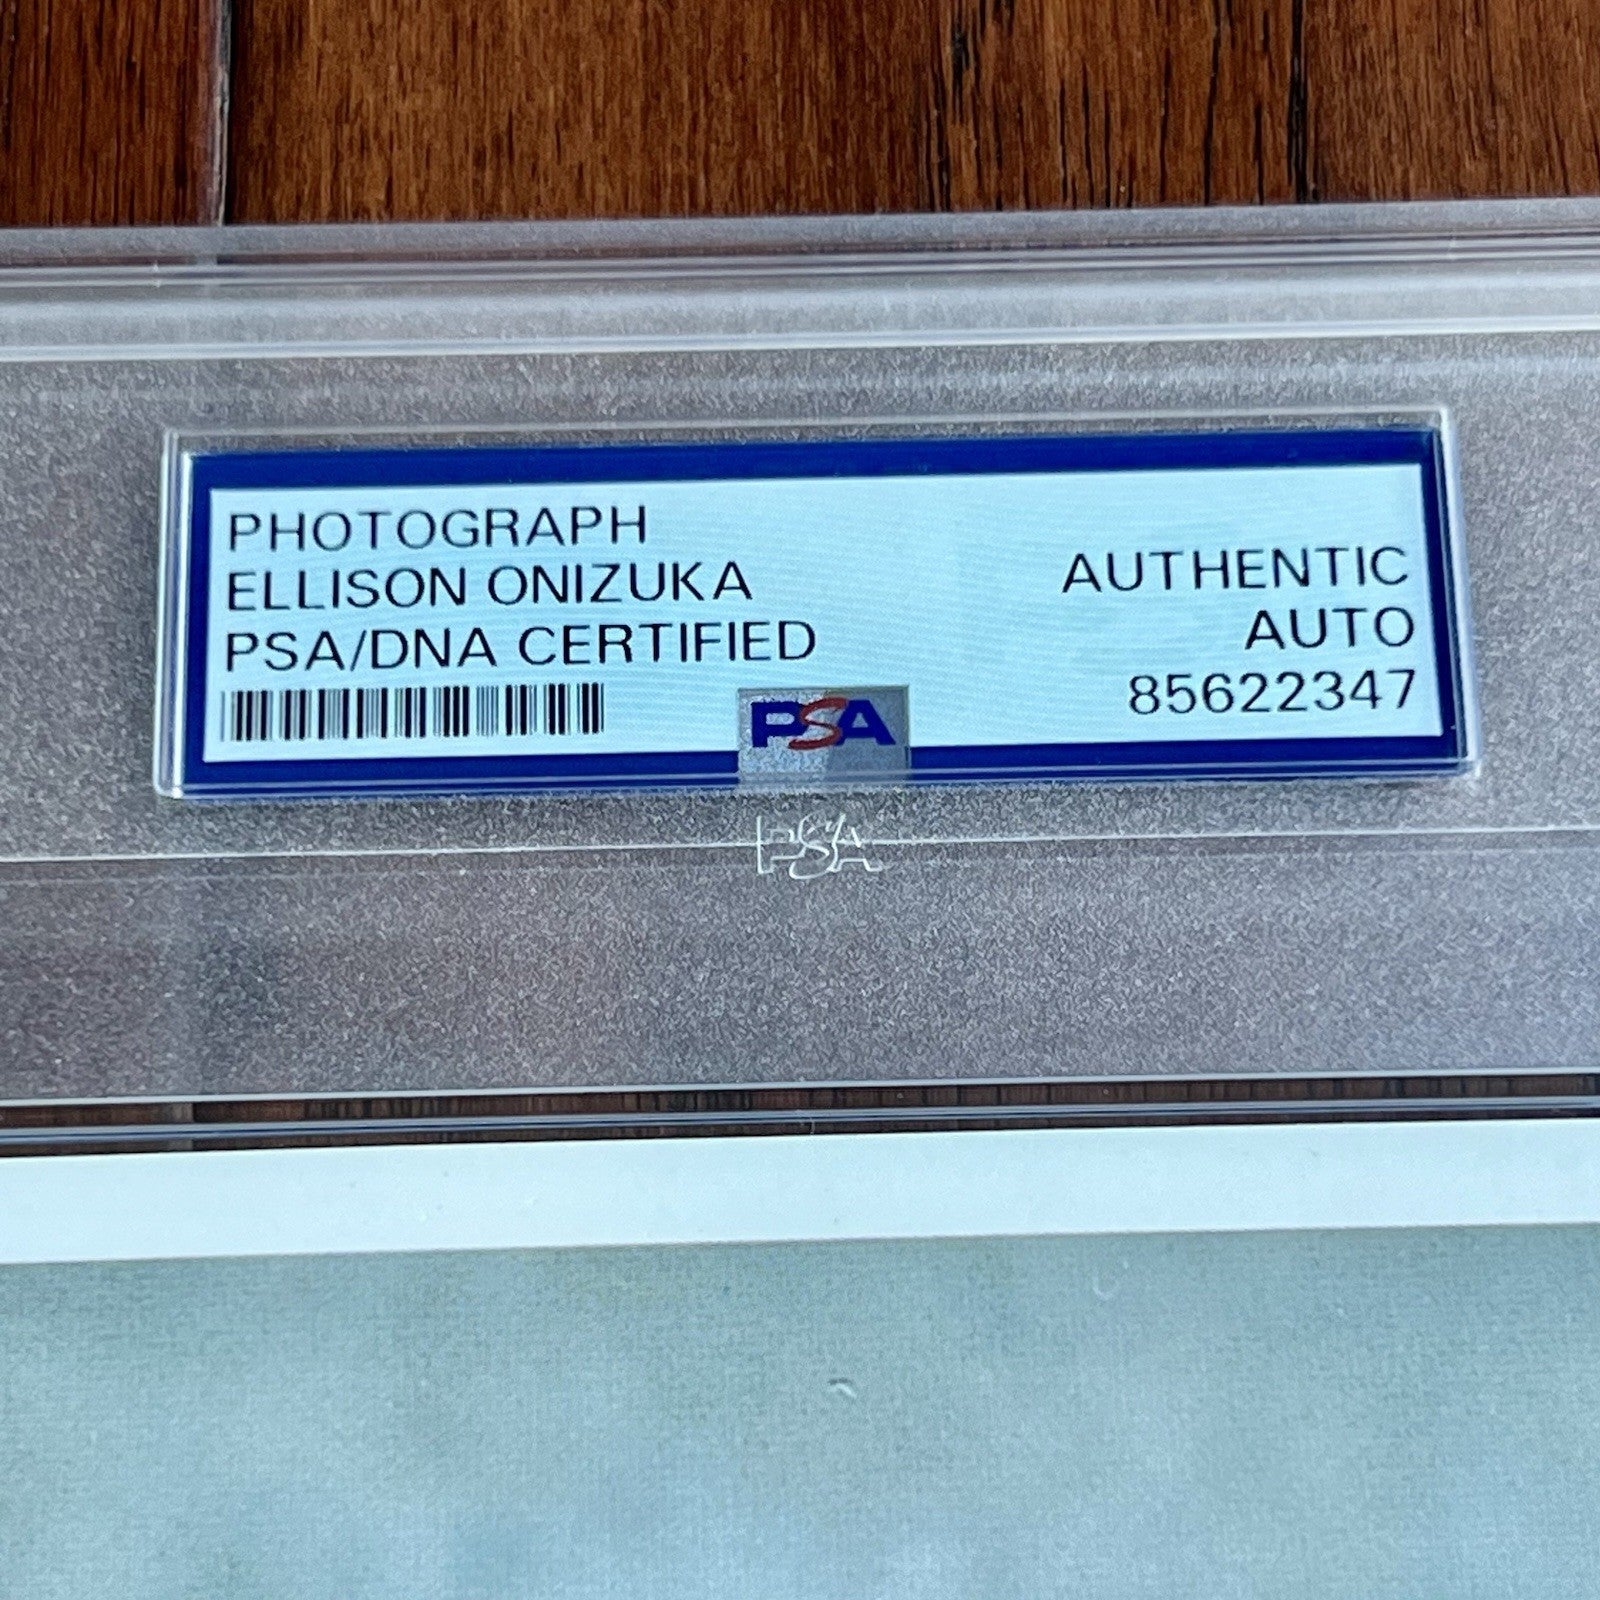 PHOTOGRAPH
ELLISON ONIZUKA
PSA/DNA CERTIFIED
AUTHENTIC
AUTO
85622347
PSA
PSA